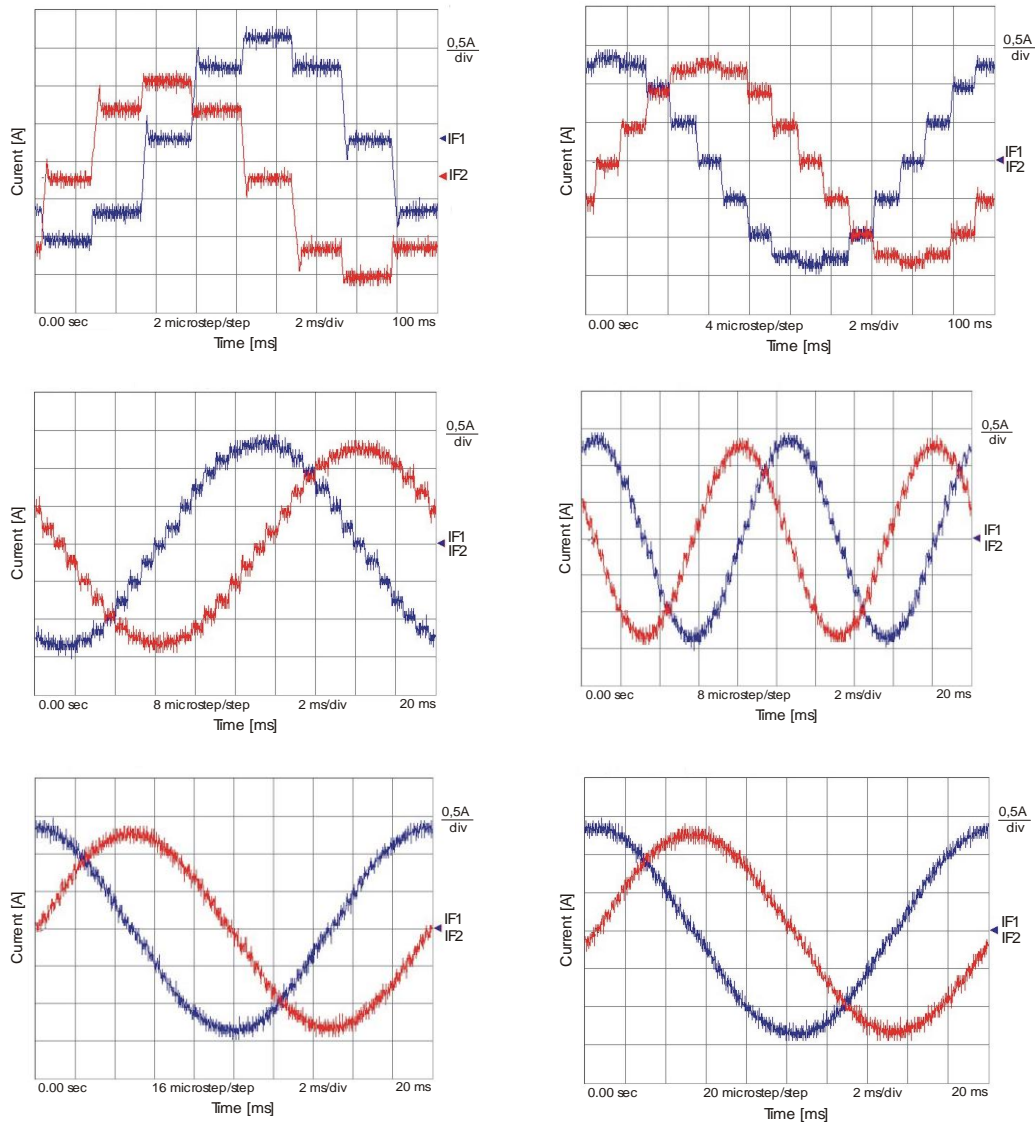 0,5A
div
Curent [A]
IF1
IF2
0.00 sec 2 microstep/step 2 ms/div 100 ms
Time [ms]
0,5A
div
Curent [A]
IF1
IF2
0.00 sec 4 microstep/step 2 ms/div 100 ms
Time [ms]
0,5A
div
Current [A]
IF1
IF2
0.00 sec 8 microstep/step 2 ms/div 20 ms
Time [ms]
0,5A
div
Current [A]
IF1
IF2
0.00 sec 8 microstep/step 2 ms/div 20 ms
Time [ms]
0,5A
div
Current [A]
IF1
IF2
0.00 sec 16 microstep/step 2 ms/div 20 ms
Time [ms]
0,5A
div
Current [A]
IF1
IF2
0.00 sec 20 microstep/step 2 ms/div 20 ms
Time [ms]